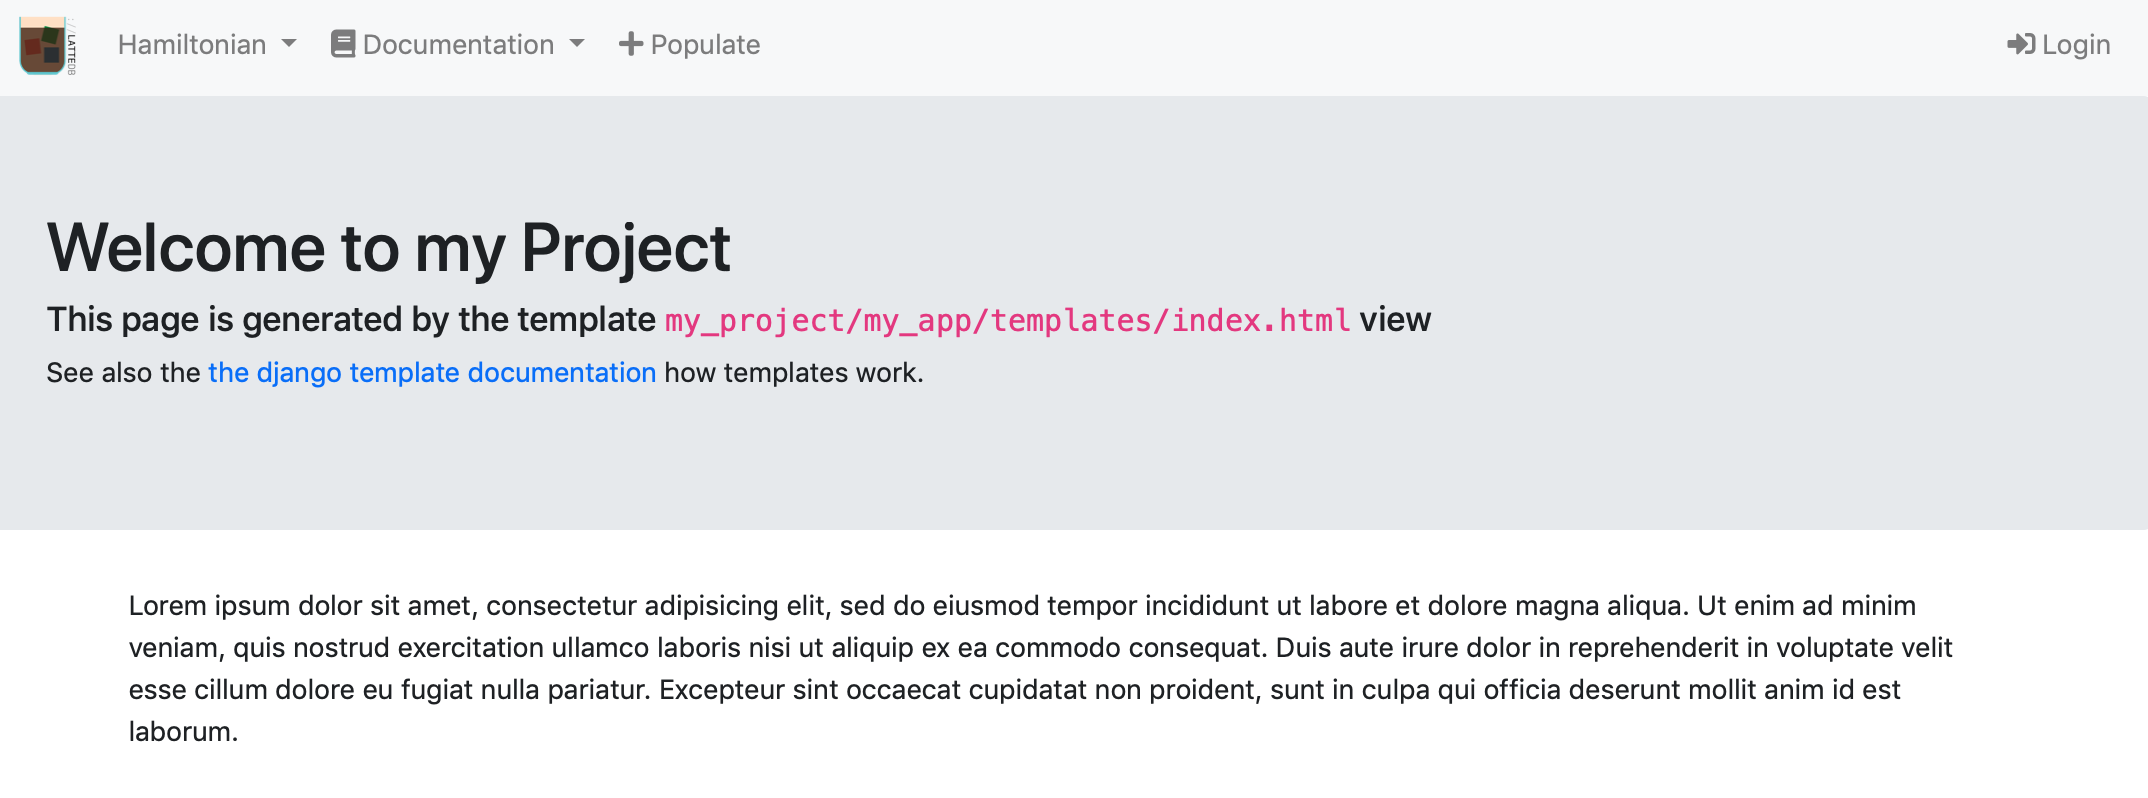 ://LATTEDB
Hamiltonian
Documentation
Populate
Login
Welcome to my Project
This page is generated by the template my_project/my_app/templates/index.html view
See also the the django template documentation how templates work.
Lorem ipsum dolor sit amet, consectetur adipisicing elit, sed do eiusmod tempor incididunt ut labore et dolore magna aliqua. Ut enim ad minim
veniam, quis nostrud exercitation ullamco laboris nisi ut aliquip ex ea commodo consequat. Duis aute irure dolor in reprehenderit in voluptate velit
esse cillum dolore eu fugiat nulla pariatur. Excepteur sint occaecat cupidatat non proident, sunt in culpa qui officia deserunt mollit anim id est
laborum.